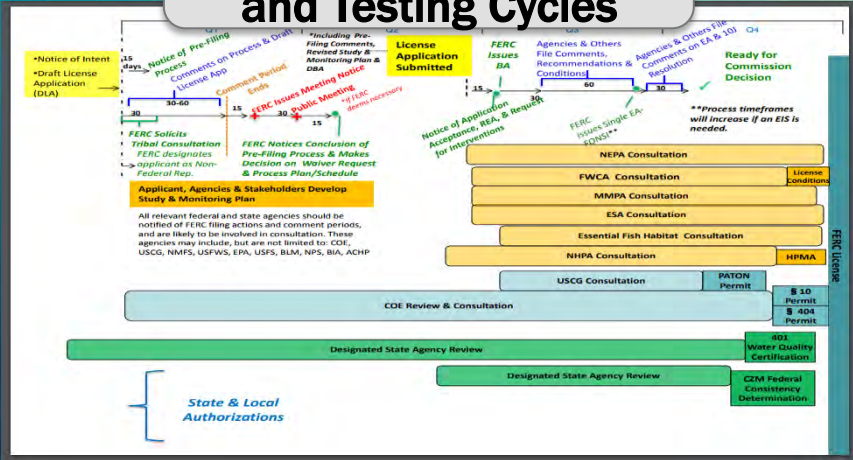 and Testing Cycles
Q1
Q2
Q3
Q4
•Notice of Intent
•Draft License
Application
(DLA)
15
days
Notice of Pre-Filing
Process
Comments on Process & Draft
License App
30-60
30
Comment Period
Ends
15
FERC Issues Meeting Notice
30
Public Meeting
15
*If FERC
deems necessary
*Including Pre-
Filing Comments,
Revised Study &
Monitoring Plan &
DBA
License
Application
Submitted
15
FERC
Issues
BA
30
Agencies & Others
File Comments,
Recommendations &
Conditions
60
Agencies & Others File
Comments on EA & 10J
Resolution
30
Ready for
Commission
Decision
Notice of Application
Acceptance, REA, & Request
for Interventions
FERC
Issues Single EA-
FONSI**
**Process timeframes
will increase if an EIS is
needed.
FERC Solicits
Tribal Consultation
FERC designates
applicant as Non-
Federal Rep.
FERC Notices Conclusion of
Pre-Filing Process & Makes
Decision on Waiver Request
& Process Plan/Schedule
Applicant, Agencies & Stakeholders Develop
Study & Monitoring Plan
All relevant federal and state agencies should be
notified of FERC filing actions and comment periods,
and are likely to be involved in consultation. These
agencies may include, but are not limited to: COE,
USCG, NMFS, USFWS, EPA, USFS, BLM, NPS, BIA, ACHP
NEPA Consultation
FWCA Consultation
License
Conditions
MMPA Consultation
ESA Consultation
Essential Fish Habitat Consultation
NHPA Consultation
HPMA
USCG Consultation
PATON
Permit
COE Review & Consultation
§ 10
Permit
§ 404
Permit
FERC License
Designated State Agency Review
401
Water Quality
Certification
Designated State Agency Review
CZM Federal
Consistency
Determination
State & Local
Authorizations